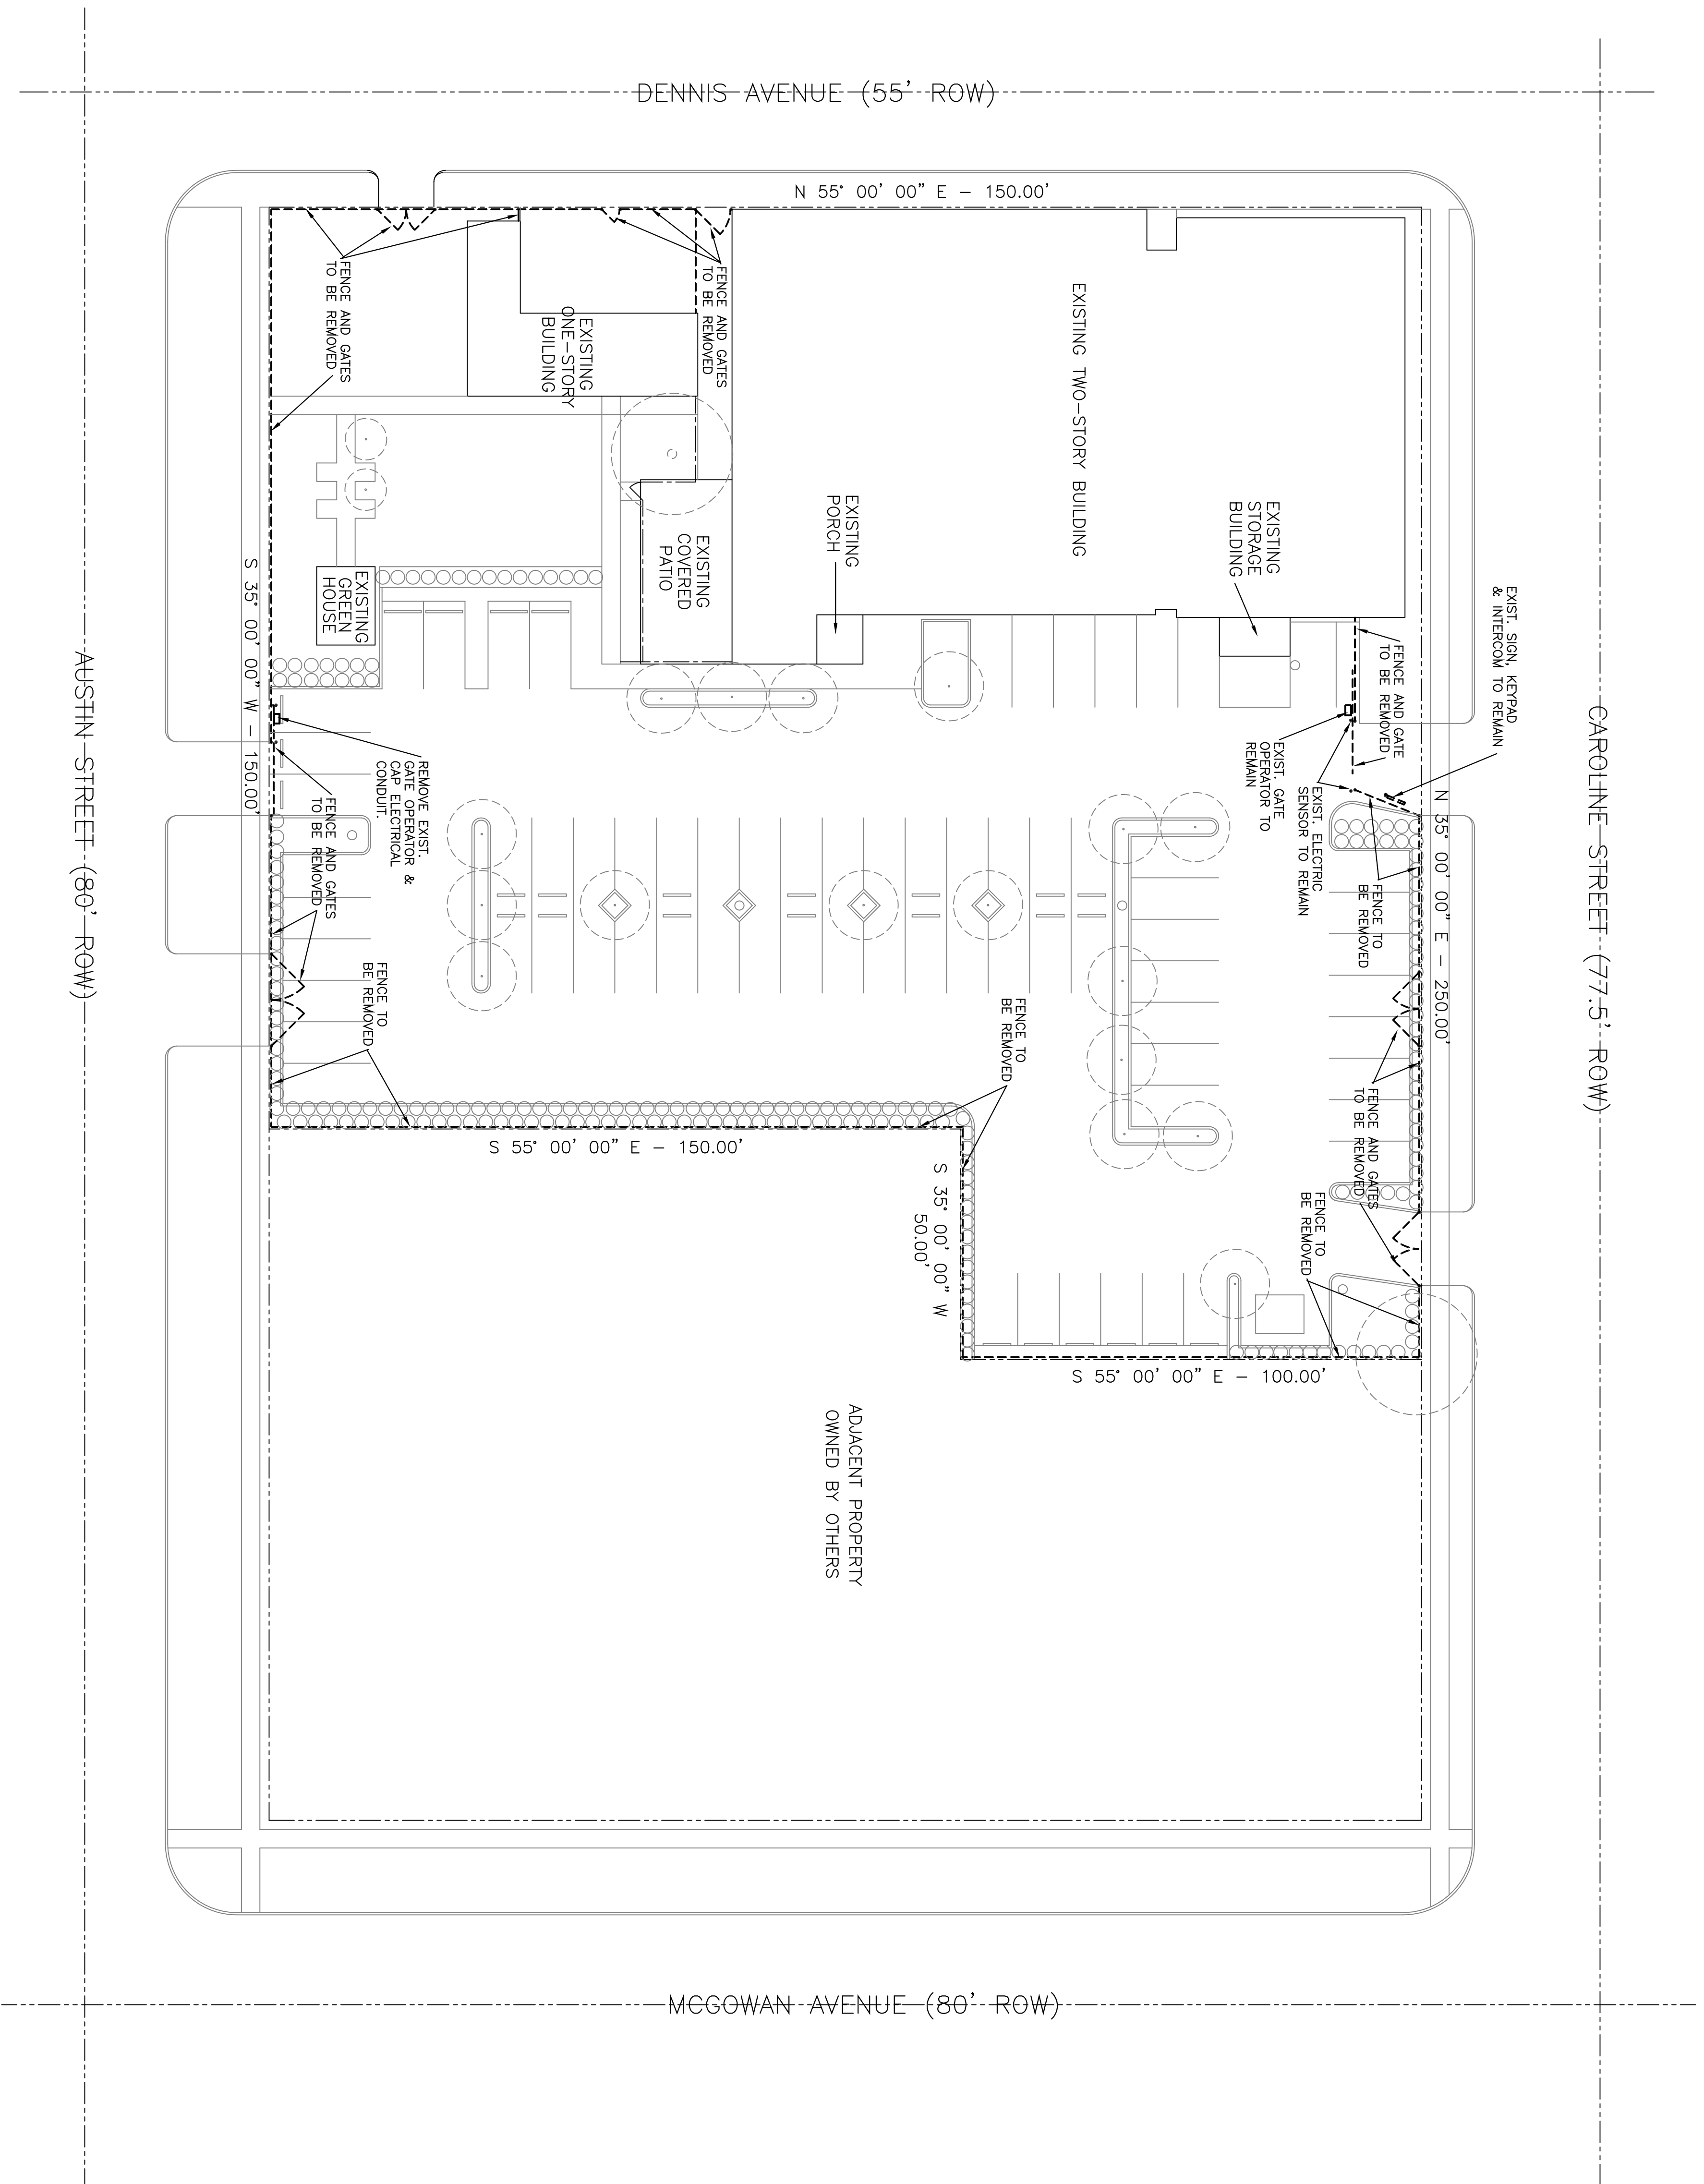 DENNIS AVENUE (55' ROW)
N 55° 00' 00" E - 150.00'
FENCE AND GATES
TO BE REMOVED
FENCE AND GATES
TO BE REMOVED
EXISTING
ONE-STORY
BUILDING
EXISTING TWO-STORY BUILDING
EXISTING
PORCH
EXISTING
STORAGE
BUILDING
EXISTING
COVERED
PATIO
EXISTING
GREEN
HOUSE
EXIST. SIGN, KEYPAD
& INTERCOM TO REMAIN
FENCE AND GATE
TO BE REMOVED
EXIST. GATE
OPERATOR TO
REMAIN
EXIST. ELECTRIC
SENSOR TO REMAIN
S 35° 00' 00" W - 150.00'
AUSTIN STREET (80' ROW)
CAROLINE STREET (77.5' ROW)
N 35° 00' 00" E - 250.00'
REMOVE EXIST.
GATE OPERATOR &
CAP ELECTRICAL
CONDUIT.
FENCE AND GATES
TO BE REMOVED
FENCE TO
BE REMOVED
FENCE TO
BE REMOVED
FENCE TO
BE REMOVED
FENCE AND GATES
TO BE REMOVED
FENCE TO
BE REMOVED
S 55° 00' 00" E - 150.00'
S 35° 00' 00" W
50.00'
S 55° 00' 00" E - 100.00'
ADJACENT PROPERTY
OWNED BY OTHERS
MCGOWAN AVENUE (80' ROW)